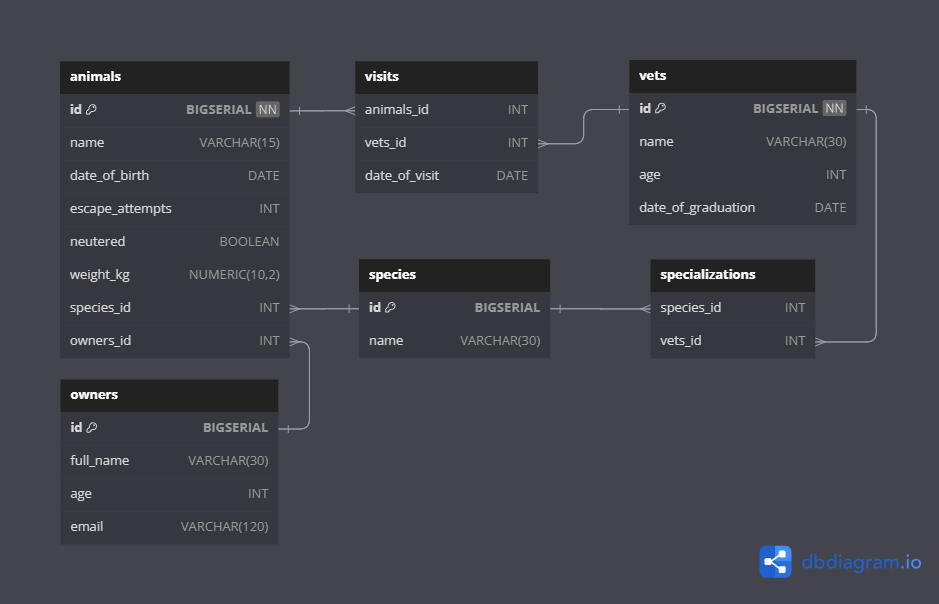 animals
id BIGSERIAL NN
name VARCHAR(15)
date_of_birth DATE
escape_attempts INT
neutered BOOLEAN
weight_kg NUMERIC(10,2)
species_id INT
owners_id INT
visits
animals_id INT
vets_id INT
date_of_visit DATE
vets
id BIGSERIAL NN
name VARCHAR(30)
age INT
date_of_graduation DATE
species
id BIGSERIAL
name VARCHAR(30)
specializations
species_id INT
vets_id INT
owners
id BIGSERIAL
full_name VARCHAR(30)
age INT
email VARCHAR(120)
dbdiagram.io